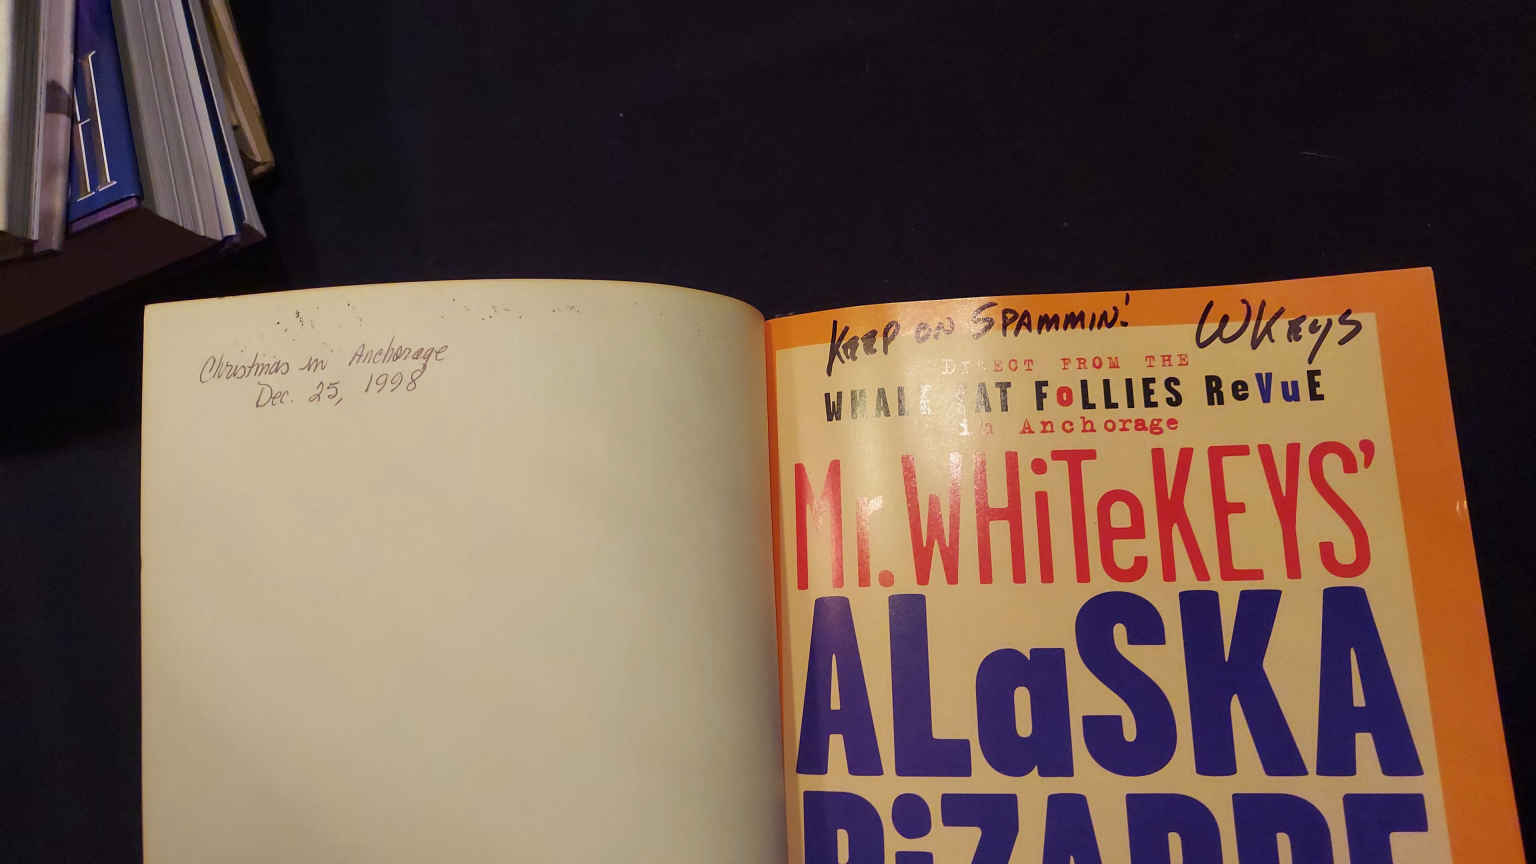 Christmas in Anchorage
Dec. 25, 1998
KEEP ON SPAMMIN! WKEYS
DIRECT FROM THE
WHALE FAT FoLLIES ReVuE
in Anchorage
Mr. WHiTeKEYS'
ALaSKA
BiZARRE